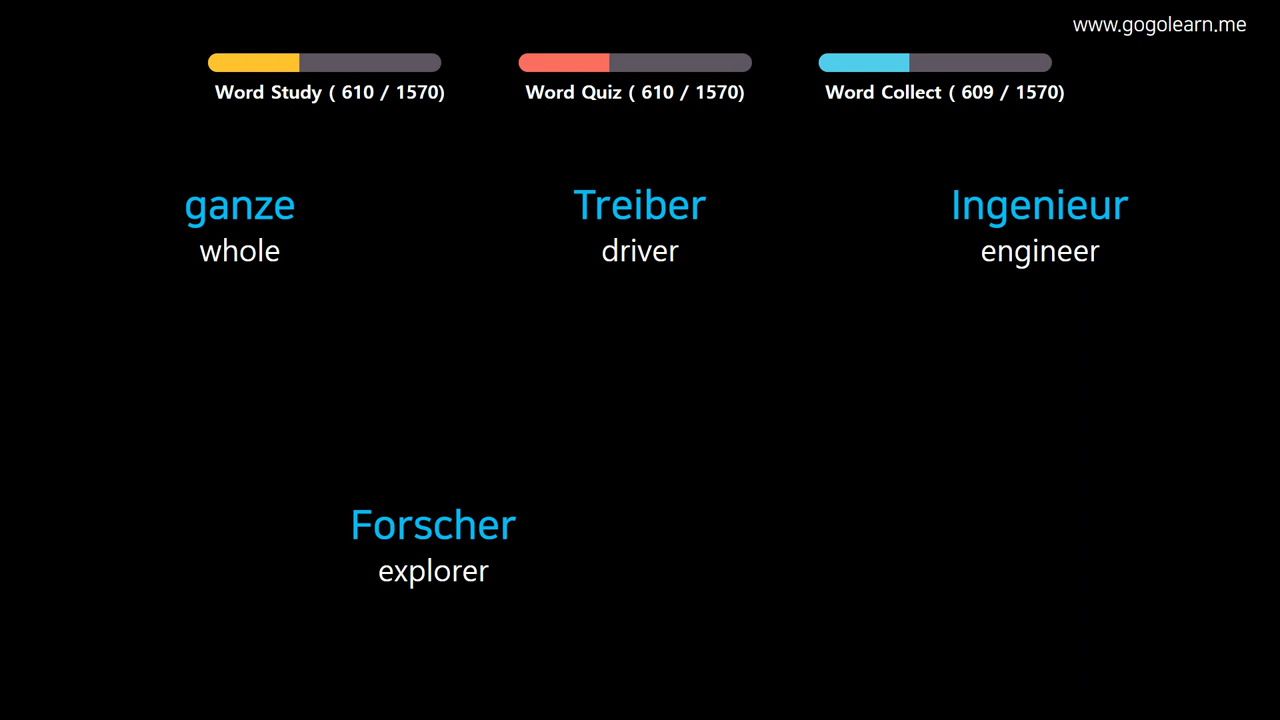 www.gogolearn.me
Word Study ( 610 / 1570)
Word Quiz ( 610 / 1570)
Word Collect ( 609 / 1570)
ganze
whole
Treiber
driver
Ingenieur
engineer
Forscher
explorer